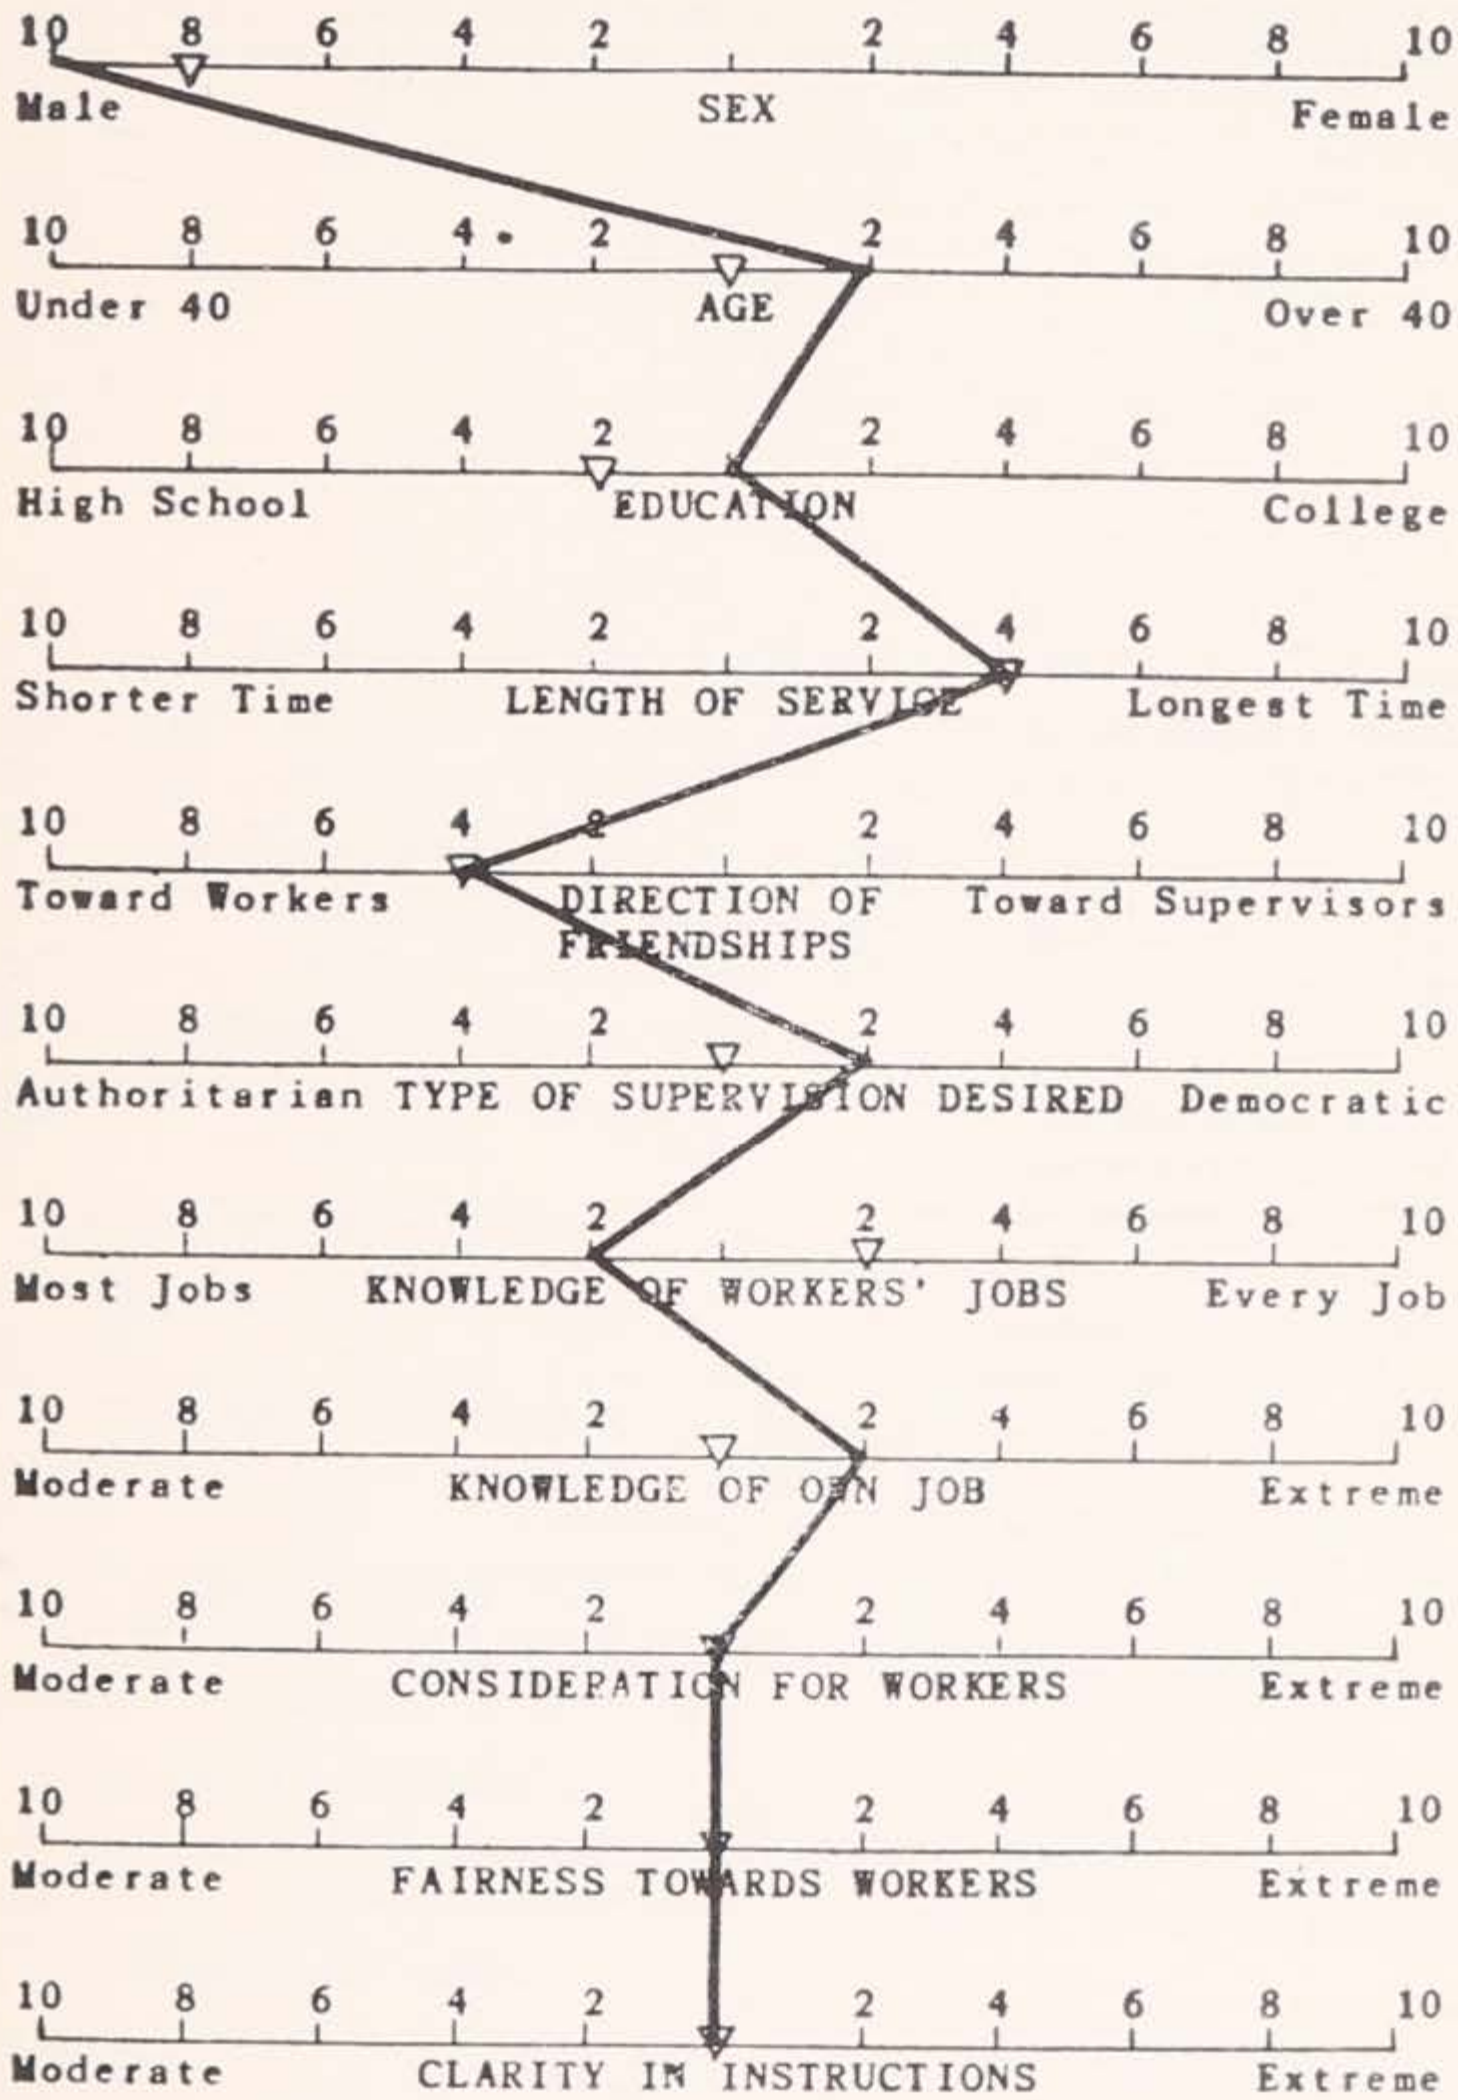 10 8 6 4 2 2 4 6 8 10
Male SEX Female
10 8 6 4 2 2 4 6 8 10
Under 40 AGE Over 40
10 8 6 4 2 2 4 6 8 10
High School EDUCATION College
10 8 6 4 2 2 4 6 8 10
Shorter Time LENGTH OF SERVICE Longest Time
10 8 6 4 2 2 4 6 8 10
Toward Workers DIRECTION OF Toward Supervisors
FRIENDSHIPS
10 8 6 4 2 2 4 6 8 10
Authoritarian TYPE OF SUPERVISION DESIRED Democratic
10 8 6 4 2 2 4 6 8 10
Most Jobs KNOWLEDGE OF WORKERS' JOBS Every Job
10 8 6 4 2 2 4 6 8 10
Moderate KNOWLEDGE OF OWN JOB Extreme
10 8 6 4 2 2 4 6 8 10
Moderate CONSIDEPATION FOR WORKERS Extreme
10 8 6 4 2 2 4 6 8 10
Moderate FAIRNESS TOWARDS WORKERS Extreme
10 8 6 4 2 2 4 6 8 10
Moderate CLARITY IN INSTRUCTIONS Extreme